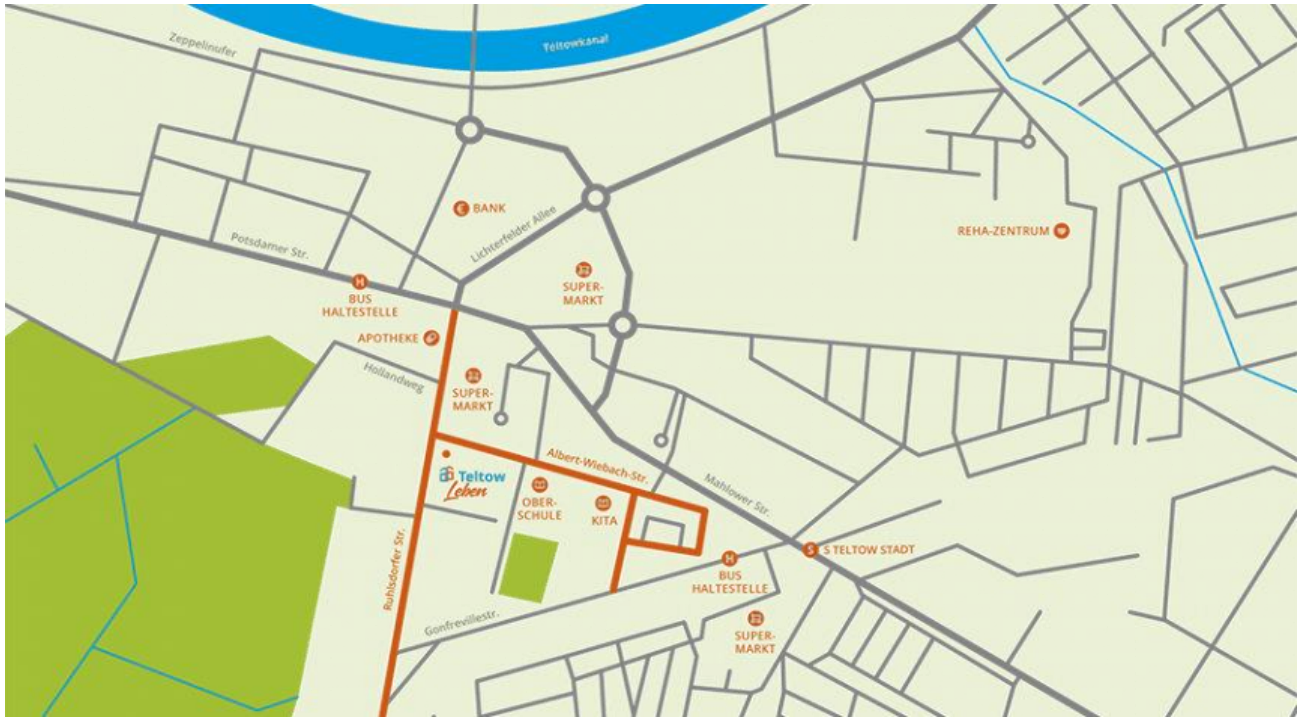 Zeppelinufer
Teltowkanal
BANK
Lichterfelder Allee
REHA-ZENTRUM
Potsdamer Str.
SUPER-
MARKT
BUS
HALTESTELLE
APOTHEKE
Hollandweg
SUPER-
MARKT
Albert-Wiebach-Str.
Teltow
Leben
OBER-
SCHULE
KITA
Mahlower Str.
S TELTOW STADT
BUS
HALTESTELLE
Ruhlsdorfer Str.
Gonfrevillestr.
SUPER-
MARKT